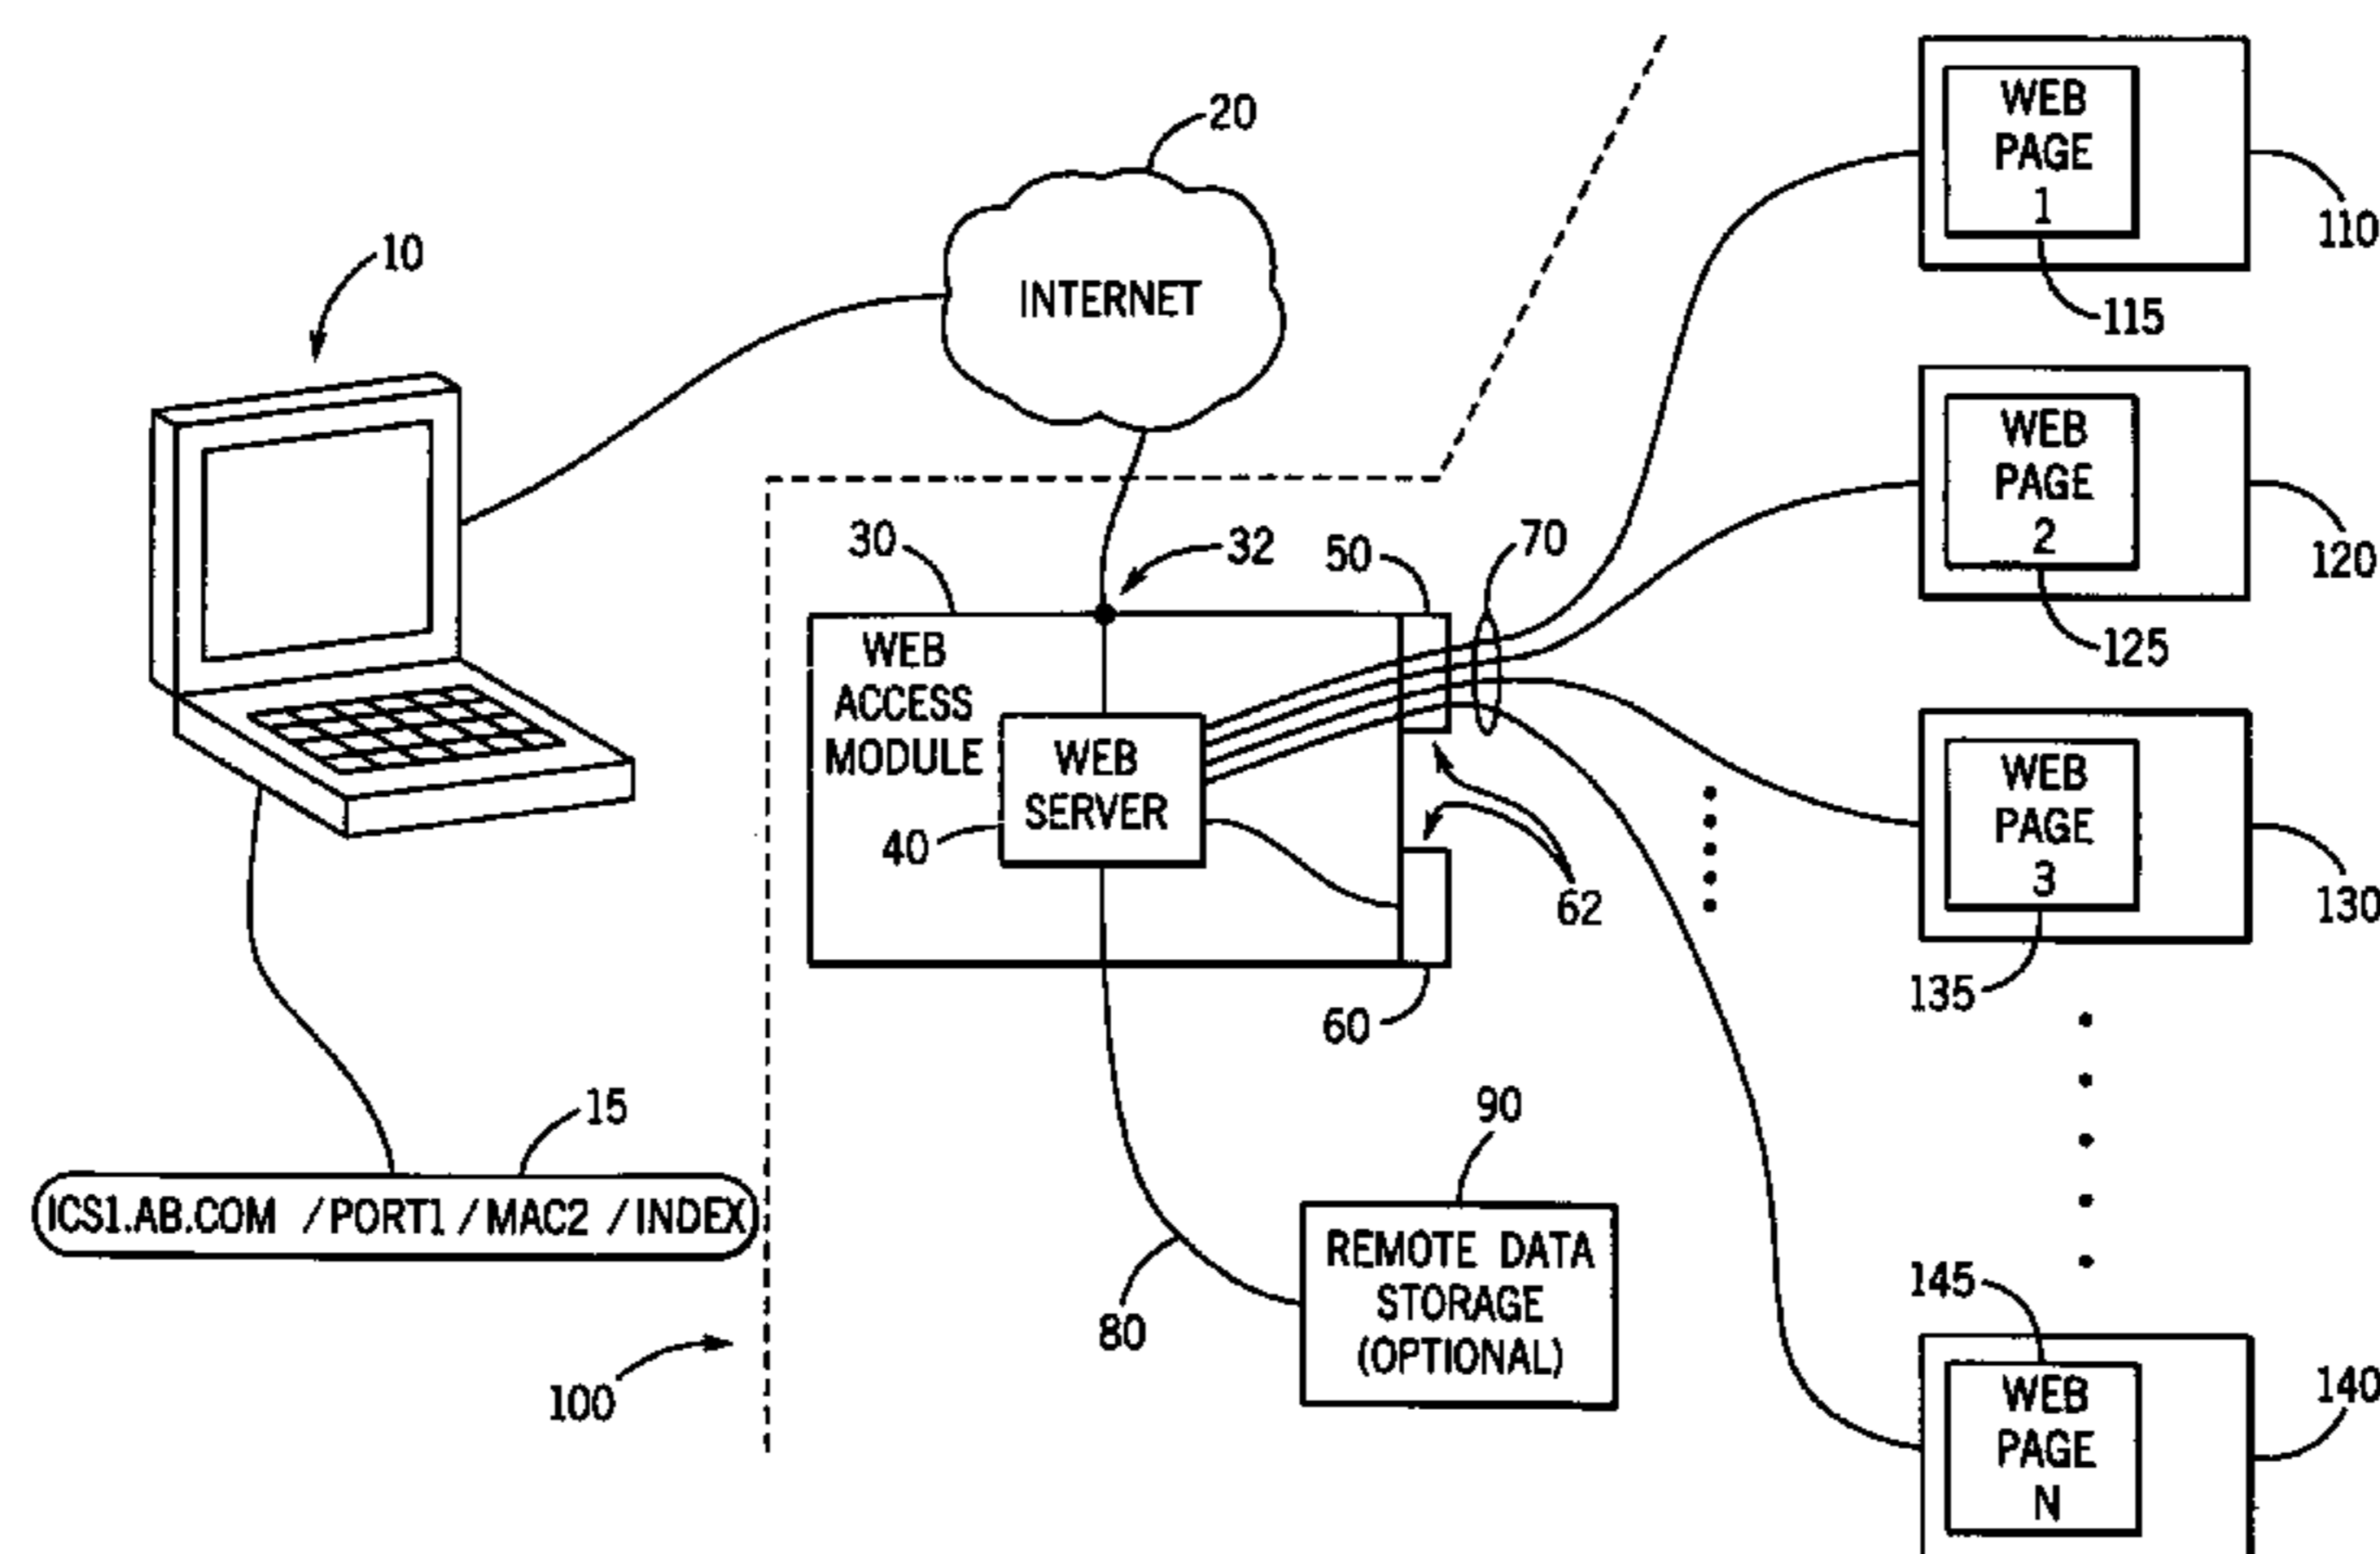 20
10
INTERNET
WEB
PAGE
1
110
115
WEB
PAGE
2
120
125
30
32
50
70
WEB
ACCESS
MODULE
WEB
SERVER
40
62
60
WEB
PAGE
3
130
135
15
ICS1.AB.COM /PORT1 /MAC2 /INDEX
80
90
REMOTE DATA
STORAGE
(OPTIONAL)
100
145
WEB
PAGE
N
140